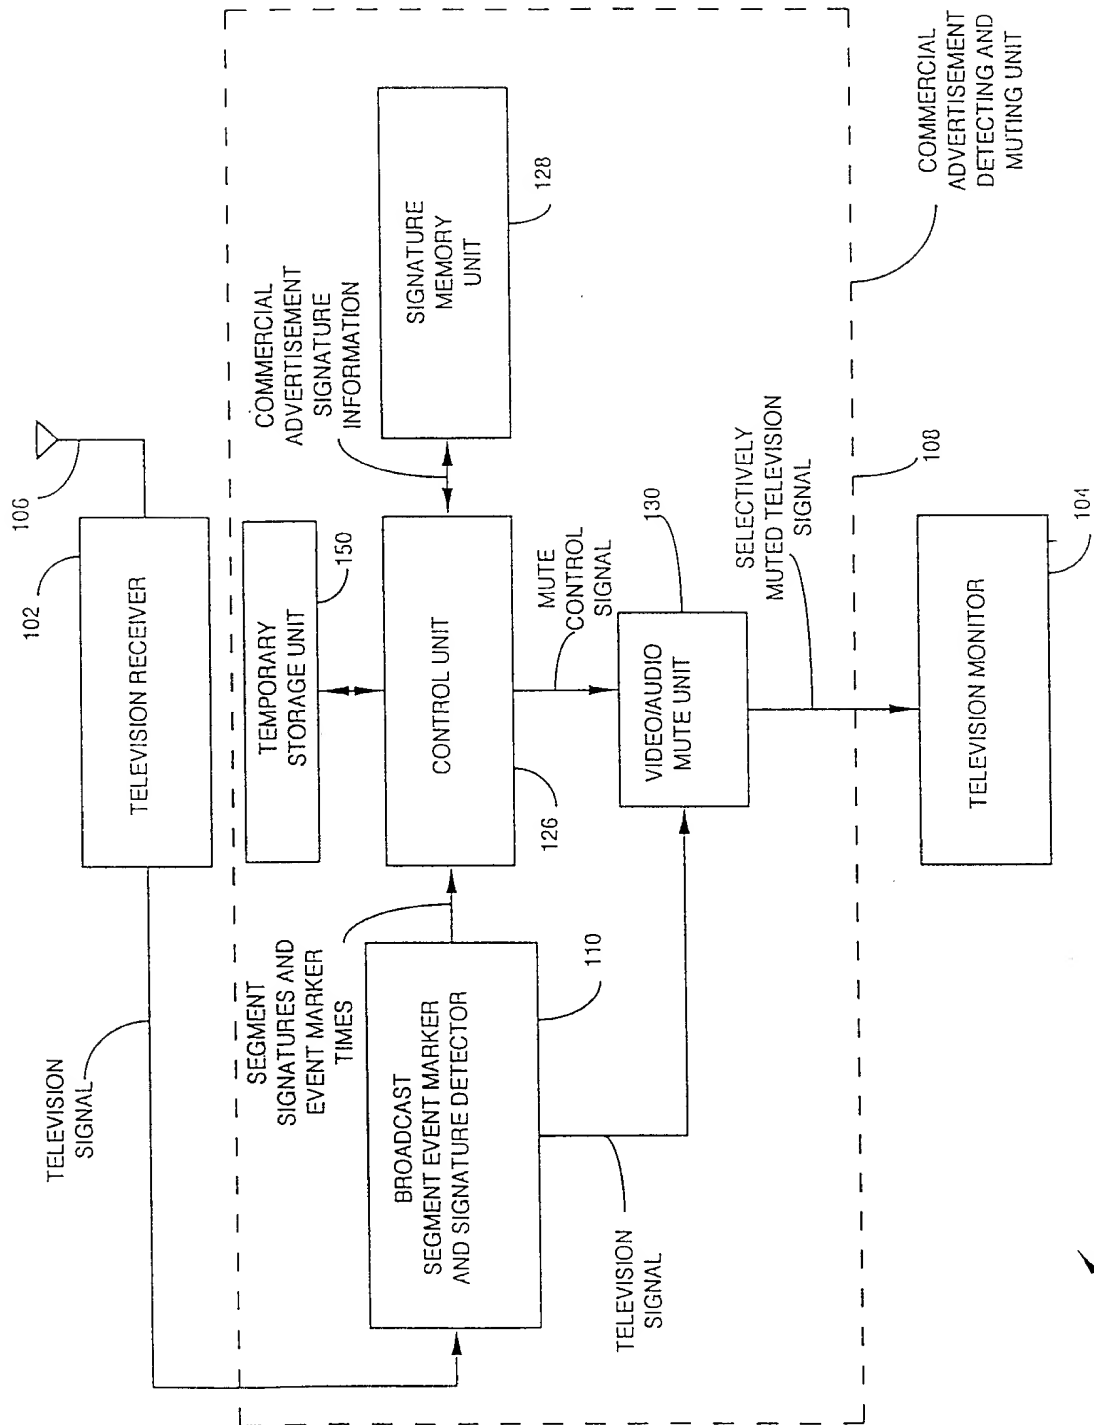 106
102
TELEVISION RECEIVER
TELEVISION
SIGNAL
TEMPORARY
STORAGE UNIT
150
COMMERCIAL
ADVERTISEMENT
SIGNATURE
INFORMATION
SEGMENT
SIGNATURES AND
EVENT MARKER
TIMES
BROADCAST
SEGMENT EVENT MARKER
AND SIGNATURE DETECTOR
110
CONTROL UNIT
126
SIGNATURE
MEMORY
UNIT
128
MUTE
CONTROL
SIGNAL
TELEVISION
SIGNAL
VIDEO/AUDIO
MUTE UNIT
130
SELECTIVELY
MUTED TELEVISION
SIGNAL
108
COMMERCIAL
ADVERTISEMENT
DETECTING AND
MUTING UNIT
TELEVISION MONITOR
104